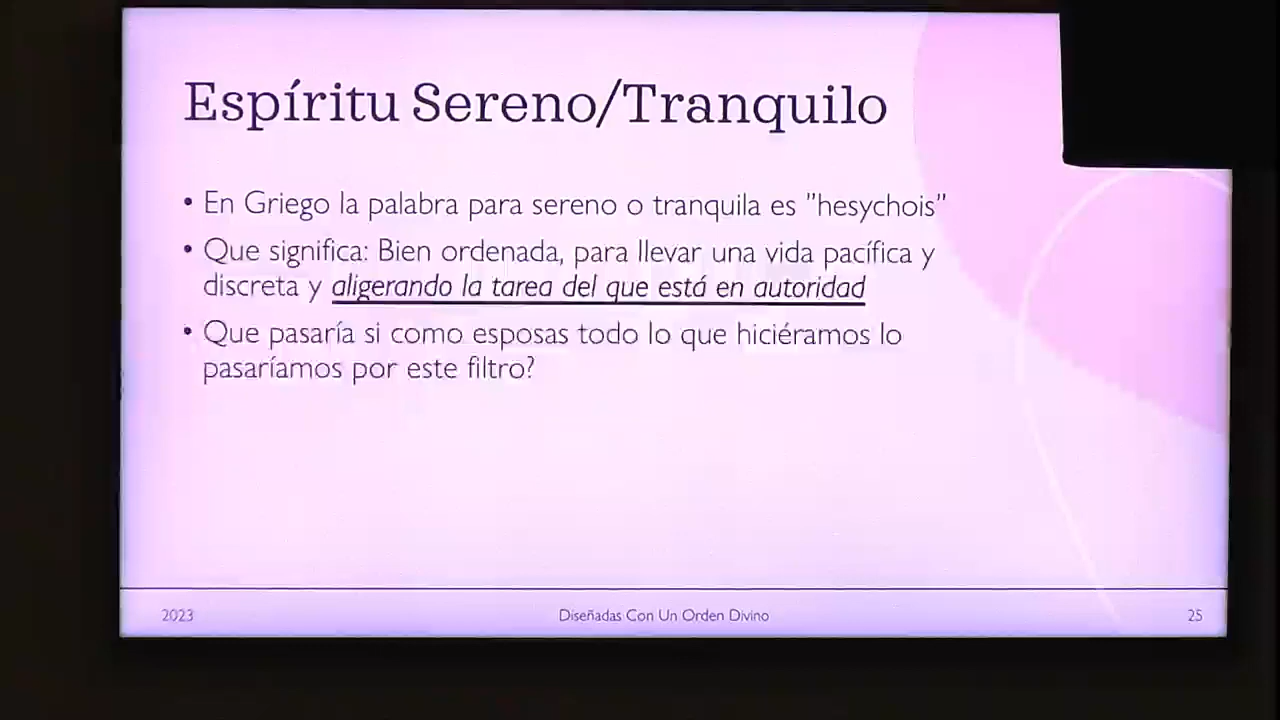 Espíritu Sereno/Tranquilo
• En Griego la palabra para sereno o tranquila es ”hesychois”
• Que significa: Bien ordenada, para llevar una vida pacífica y
discreta y aligerando la tarea del que está en autoridad
• Que pasaría si como esposas todo lo que hiciéramos lo
pasaríamos por este filtro?
2023
Diseñadas Con Un Orden Divino
25